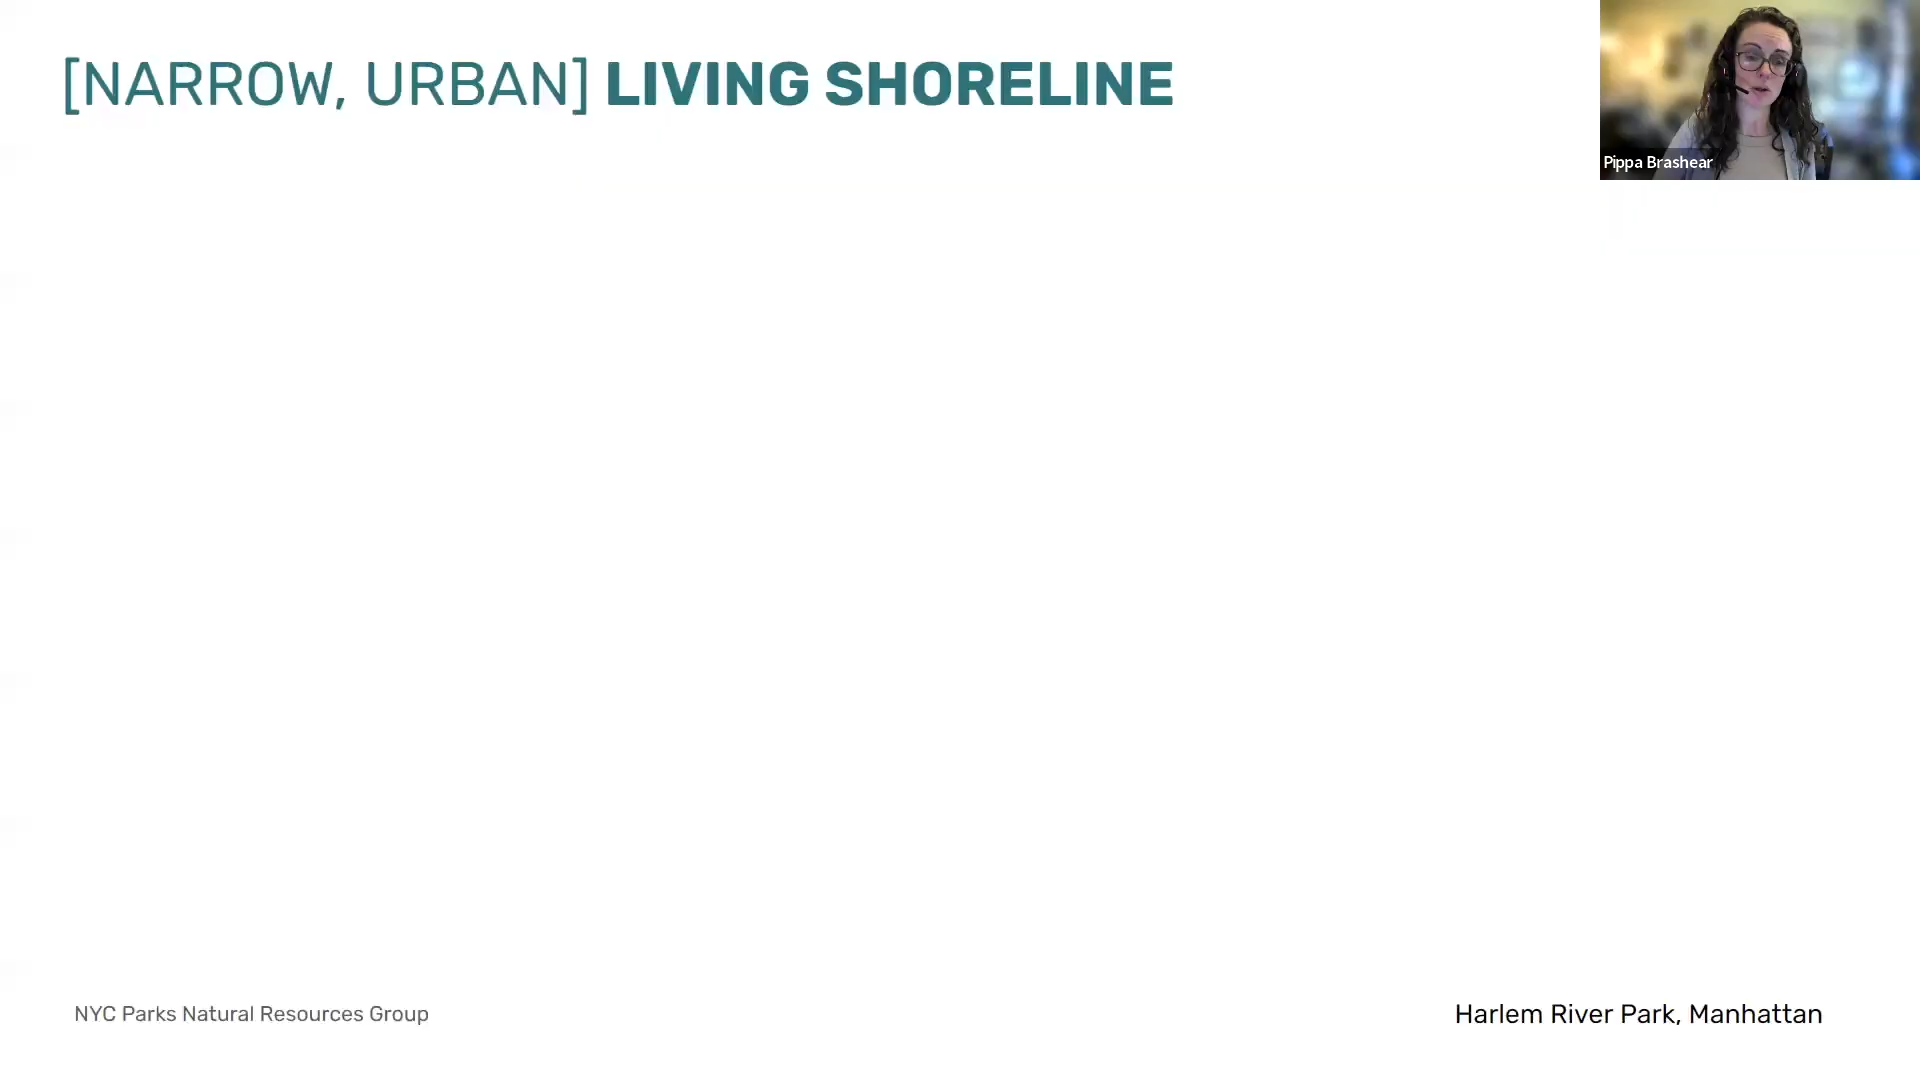 [NARROW, URBAN] LIVING SHORELINE
Pippa Brashear
NYC Parks Natural Resources Group
Harlem River Park, Manhattan